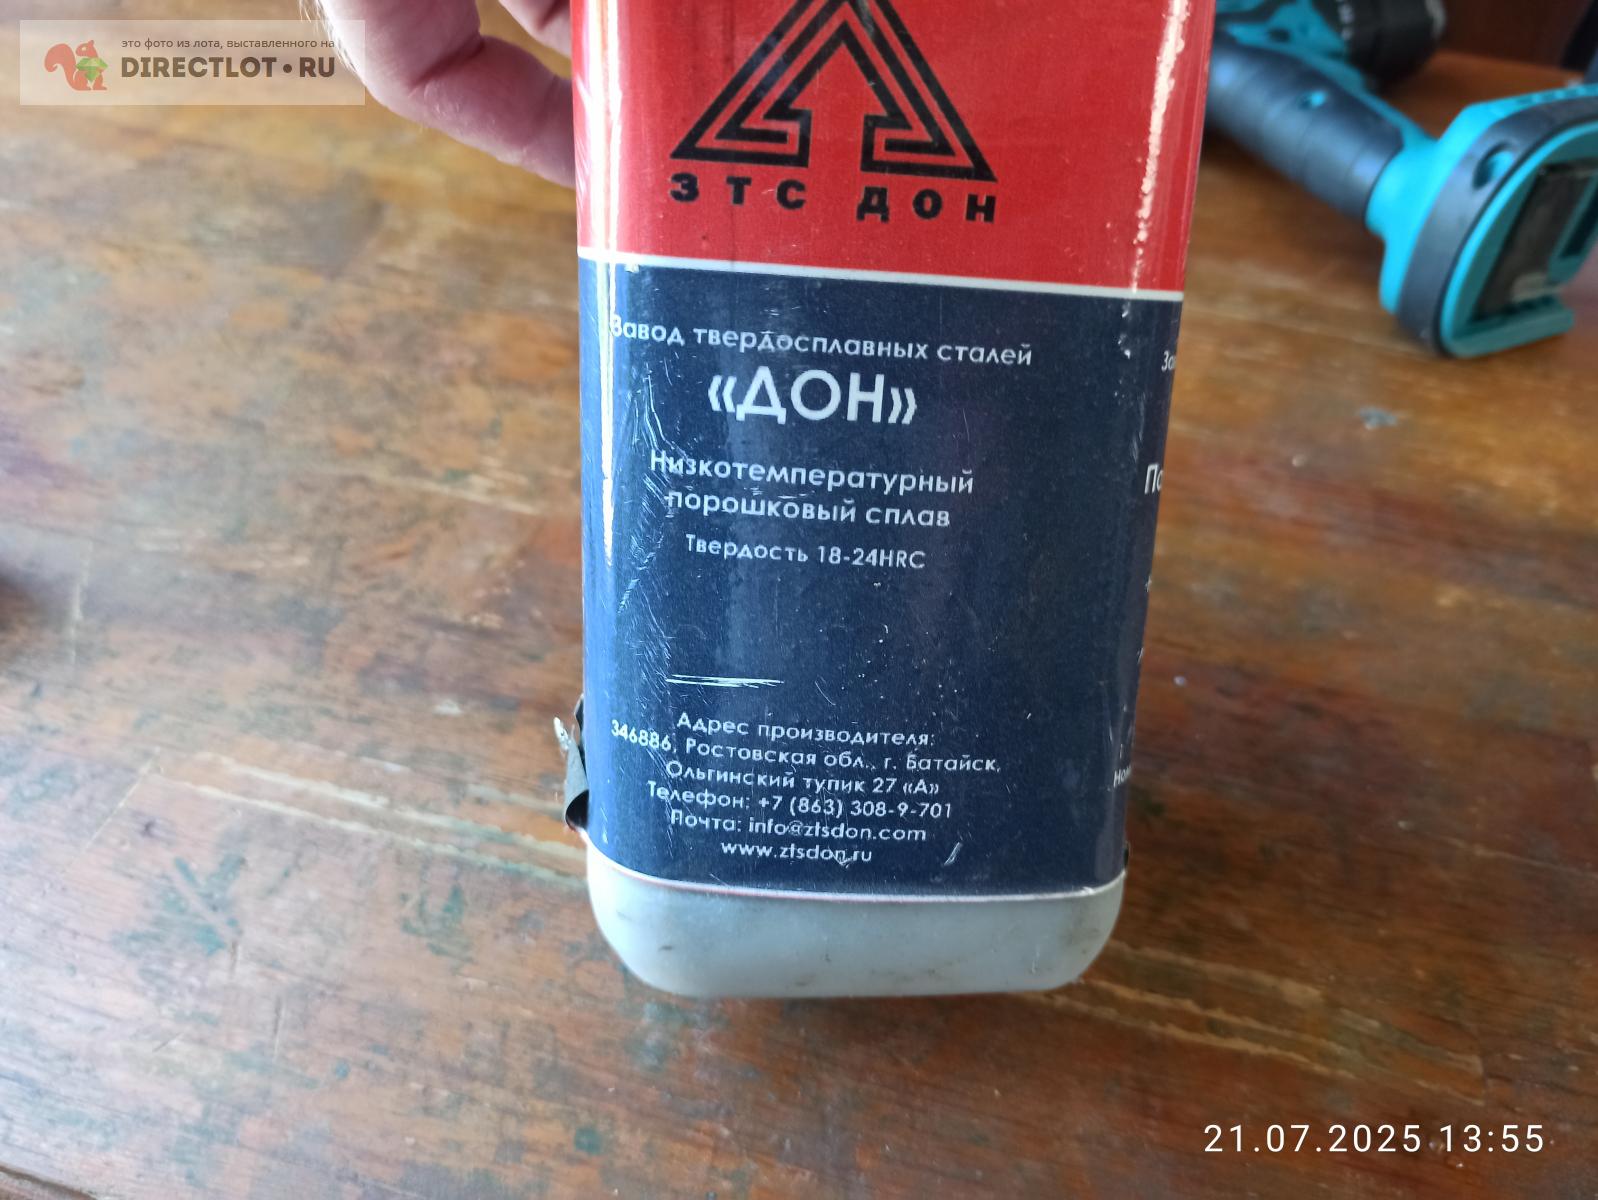 это фото из лота, выставленного на
DIRECTLOT•RU
ЗТС ДОН
Завод твердосплавных сталей
«ДОН»
Низкотемпературный
порошковый сплав
Твердость 18-24HRC
Адрес производителя:
346886, Ростовская обл., г. Батайск,
Ольгинский тупик 27 «А»
Телефон: +7 (863) 308-9-701
Почта: info@ztsdon.com
www.ztsdon.ru
21.07.2025 13:55